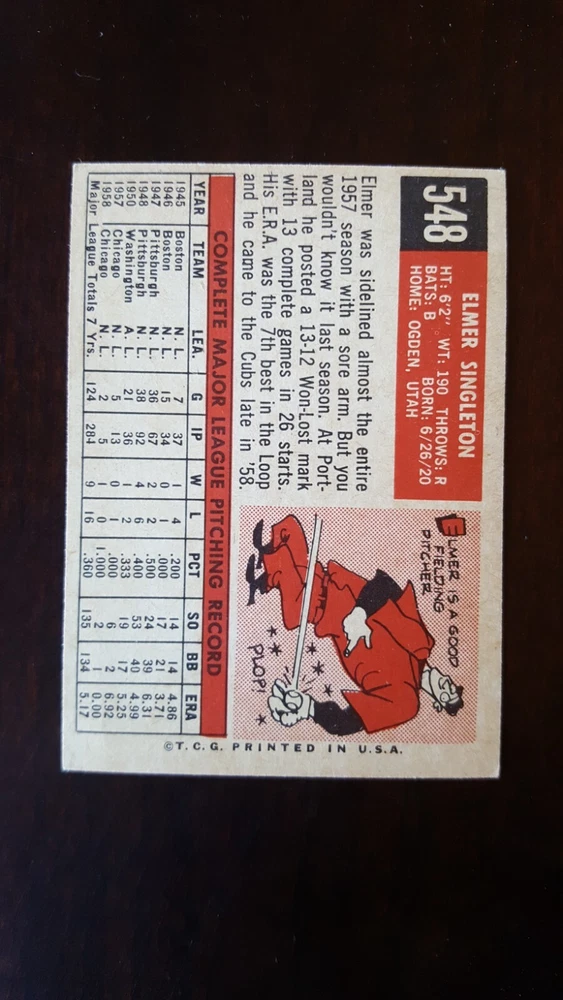 548
ELMER SINGLETON
HT: 6'2" WT: 190 THROWS: R
BATS: B BORN: 6/26/20
HOME: OGDEN, UTAH
Elmer was sidelined almost the entire
1957 season with a sore arm. But you
wouldn't know it last season. At Port-
land he posted a 13-12 Won-Lost mark
with 13 complete games in 26 starts.
His E.R.A. was the 7th best in the Loop
and he came to the Cubs late in '58.
ELMER IS A GOOD
FIELDING
PITCHER
PLOP!
COMPLETE MAJOR LEAGUE PITCHING RECORD
YEAR TEAM LEA. G IP W L PCT SO BB ERA
1945 Boston N. L. 7 37 1 4 .200 14 14 4.86
1946 Boston N. L. 15 34 0 1 .000 17 21 3.71
1947 Pittsburgh N. L. 36 67 2 2 .500 24 39 6.31
1948 Pittsburgh N. L. 38 92 4 6 .400 53 40 4.99
1950 Washington A. L. 21 36 1 2 .333 19 17 5.25
1957 Chicago N. L. 5 13 0 1 .000 6 2 6.92
1958 Chicago N. L. 2 5 1 0 1.000 2 1 0.00
Major League Totals 7 Yrs. 124 284 9 16 .360 135 134 5.17
©T.C.G. PRINTED IN U.S.A.